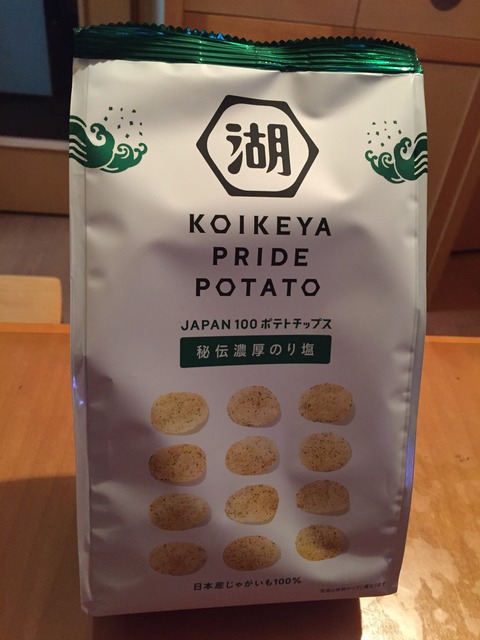 湖
KOIKEYA
PRIDE
POTATO
JAPAN 100 ポテトチップス
秘伝濃厚のり塩
日本産じゃがいも100%